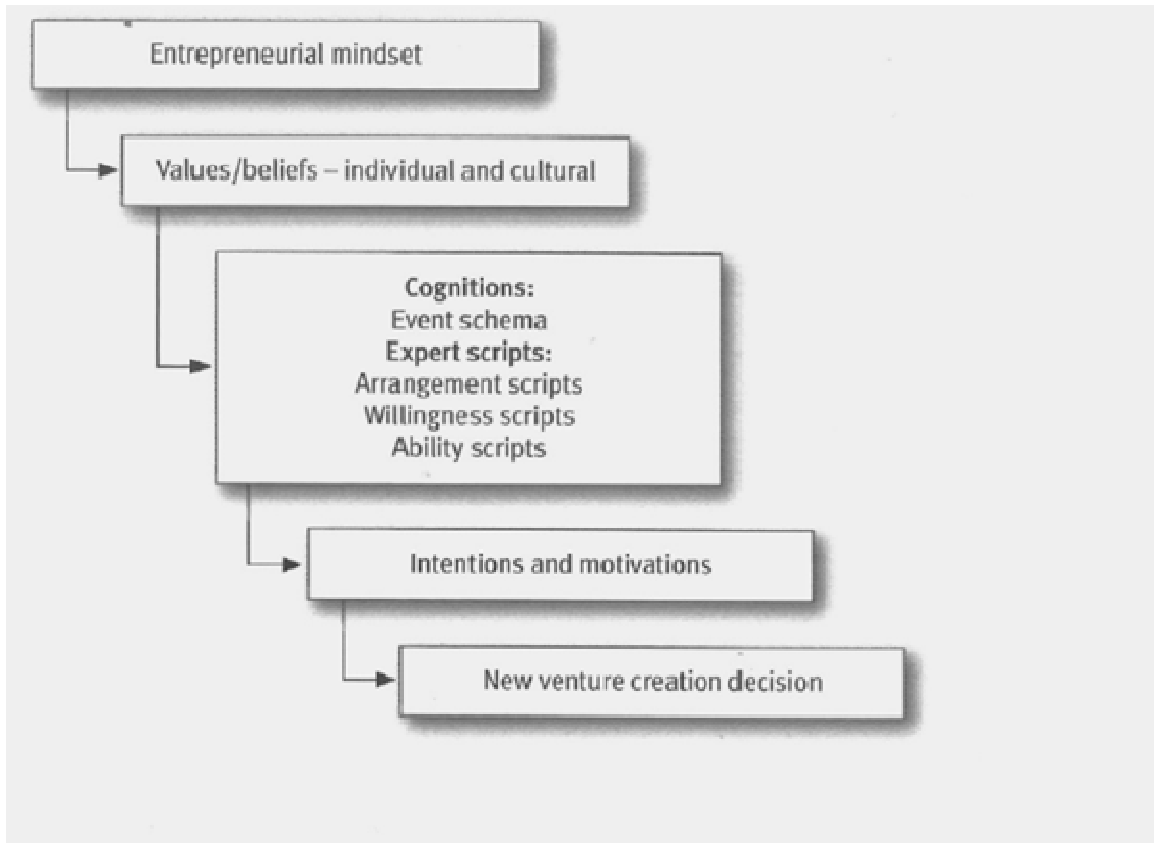 Entrepreneurial mindset
Values/beliefs – individual and cultural
Cognitions:
Event schema
Expert scripts:
Arrangement scripts
Willingness scripts
Ability scripts
Intentions and motivations
New venture creation decision